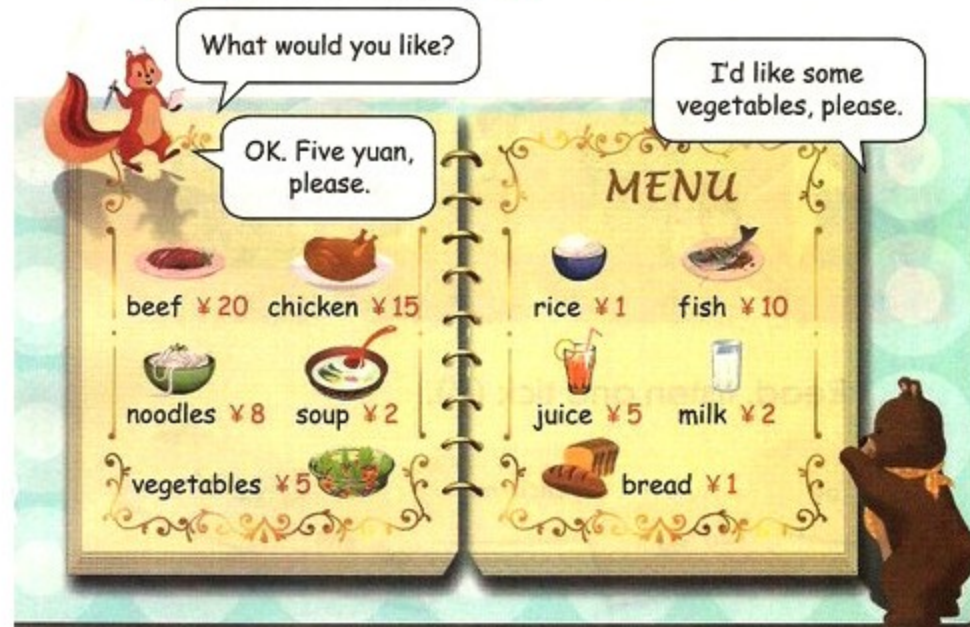 What would you like?
I'd like some
vegetables, please.
OK. Five yuan,
please.
MENU
beef ¥20 chicken ¥15
noodles ¥8 soup ¥2
vegetables ¥5
rice ¥1 fish ¥10
juice ¥5 milk ¥2
bread ¥1